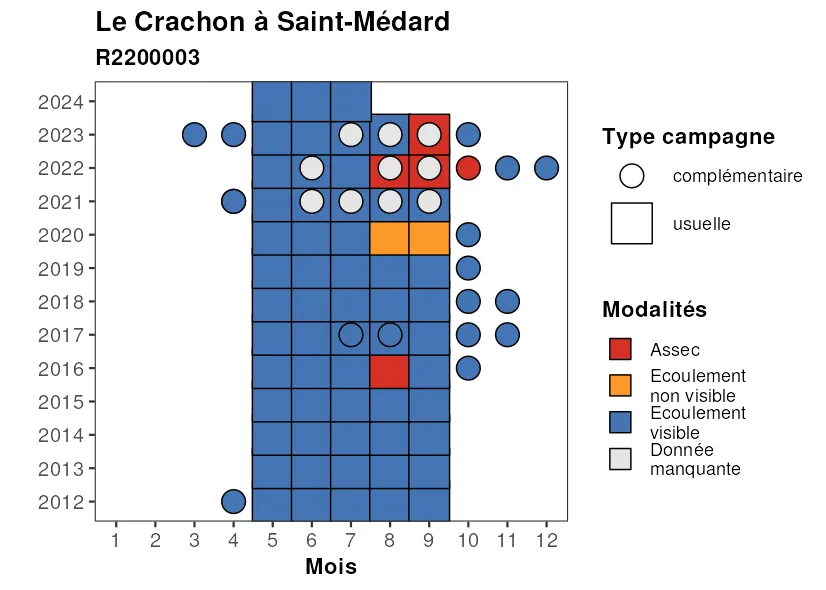 Le Crachon à Saint-Médard
R2200003
2024
2023
2022
2021
2020
2019
2018
2017
2016
2015
2014
2013
2012
1 2 3 4 5 6 7 8 9 10 11 12
Mois
Type campagne
complémentaire
usuelle
Modalités
Assec
Ecoulement
non visible
Ecoulement
visible
Donnée
manquante